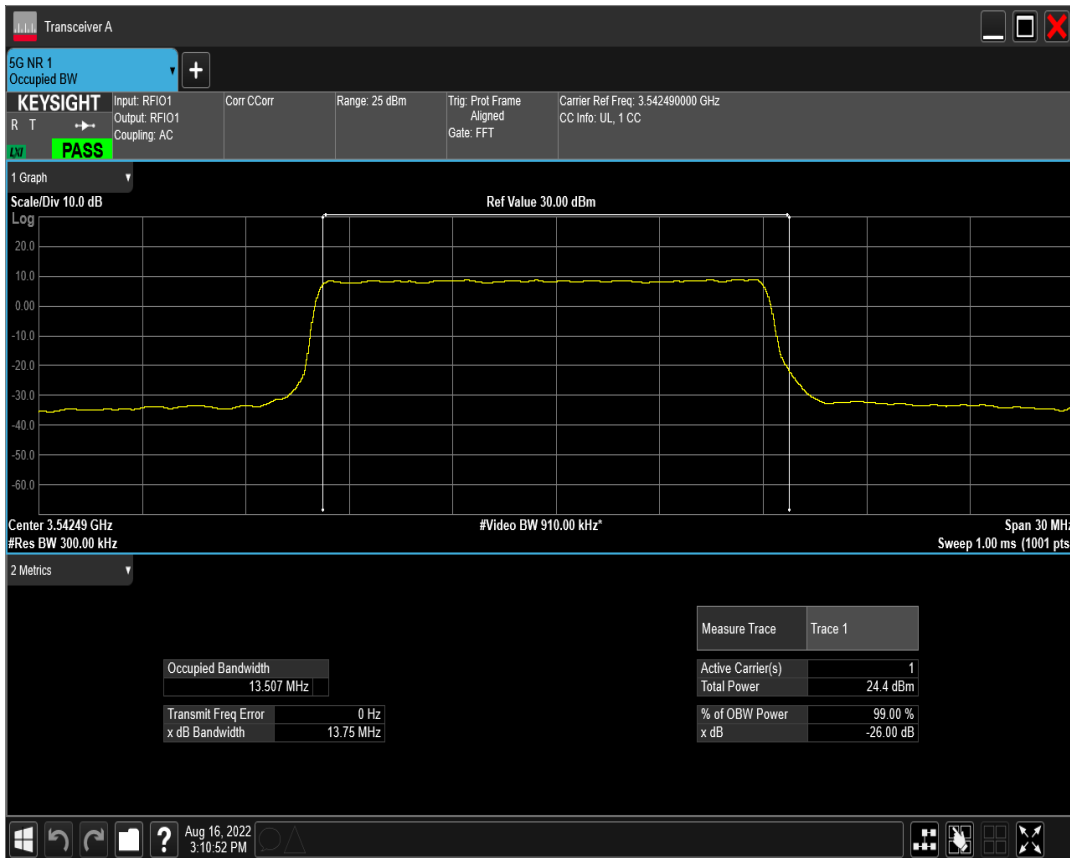 Transceiver A
5G NR 1
Occupied BW
+
KEYSIGHT
R T
LXI
PASS
Input: RFIO1
Output: RFIO1
Coupling: AC
Corr CCorr
Range: 25 dBm
Trig: Prot Frame
Aligned
Gate: FFT
Carrier Ref Freq: 3.542490000 GHz
CC Info: UL, 1 CC
1 Graph
Scale/Div 10.0 dB
Ref Value 30.00 dBm
Log
20.0
10.0
0.00
-10.0
-20.0
-30.0
-40.0
-50.0
-60.0
Center 3.54249 GHz
#Video BW 910.00 kHz*
Span 30 MHz
#Res BW 300.00 kHz
Sweep 1.00 ms (1001 pts
2 Metrics
Measure Trace Trace 1
Occupied Bandwidth
13.507 MHz
Active Carrier(s) 1
Total Power 24.4 dBm
Transmit Freq Error 0 Hz
x dB Bandwidth 13.75 MHz
% of OBW Power 99.00 %
x dB -26.00 dB
?
Aug 16, 2022
3:10:52 PM